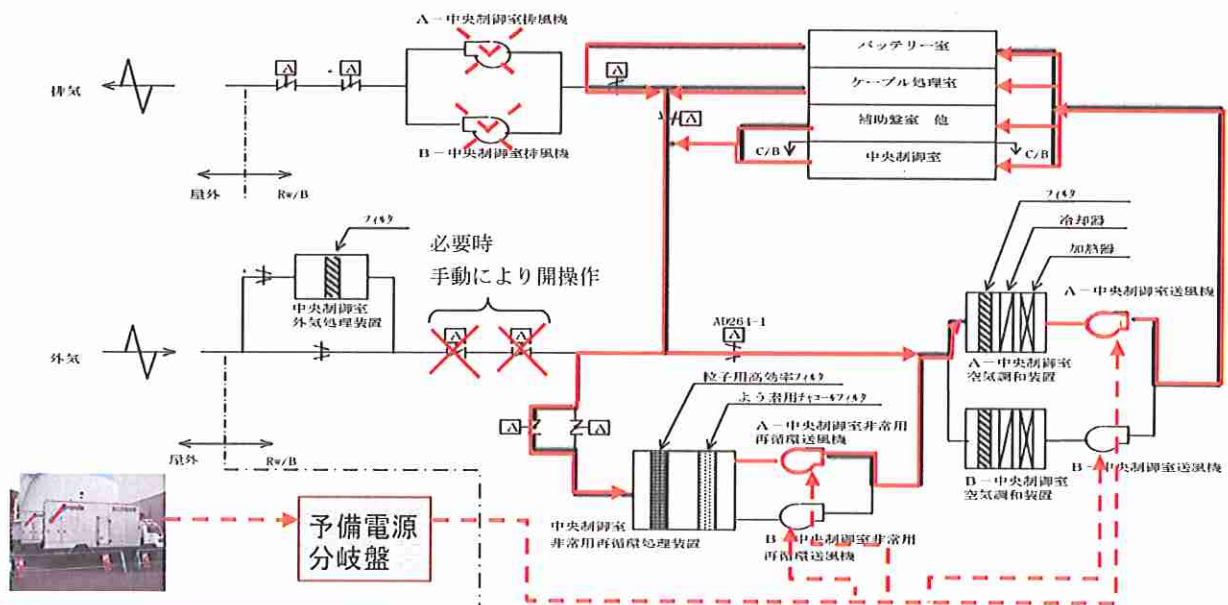 A－中央制御室排風機
A
A
A
排気
B－中央制御室排風機
A
屋外
Rw/B
バッテリー室
ケーブル処理室
補助盤室 他
C/B
C/B
中央制御室
フィルタ
必要時
手動により開操作
中央制御室
外気処理装置
A
A
AD264-1
A
外気
屋外
Rw/B
フィルタ
冷却器
加熱器
A－中央制御室送風機
A－中央制御室
空気調和装置
粒子用高効率フィルタ
よう素用チャコールフィルタ
A
A
A－中央制御室非常用
再循環送風機
B－中央制御室送風機
B－中央制御室
空気調和装置
中央制御室
非常用再循環処理装置
B－中央制御室非常用
再循環送風機
予備電源
分岐盤